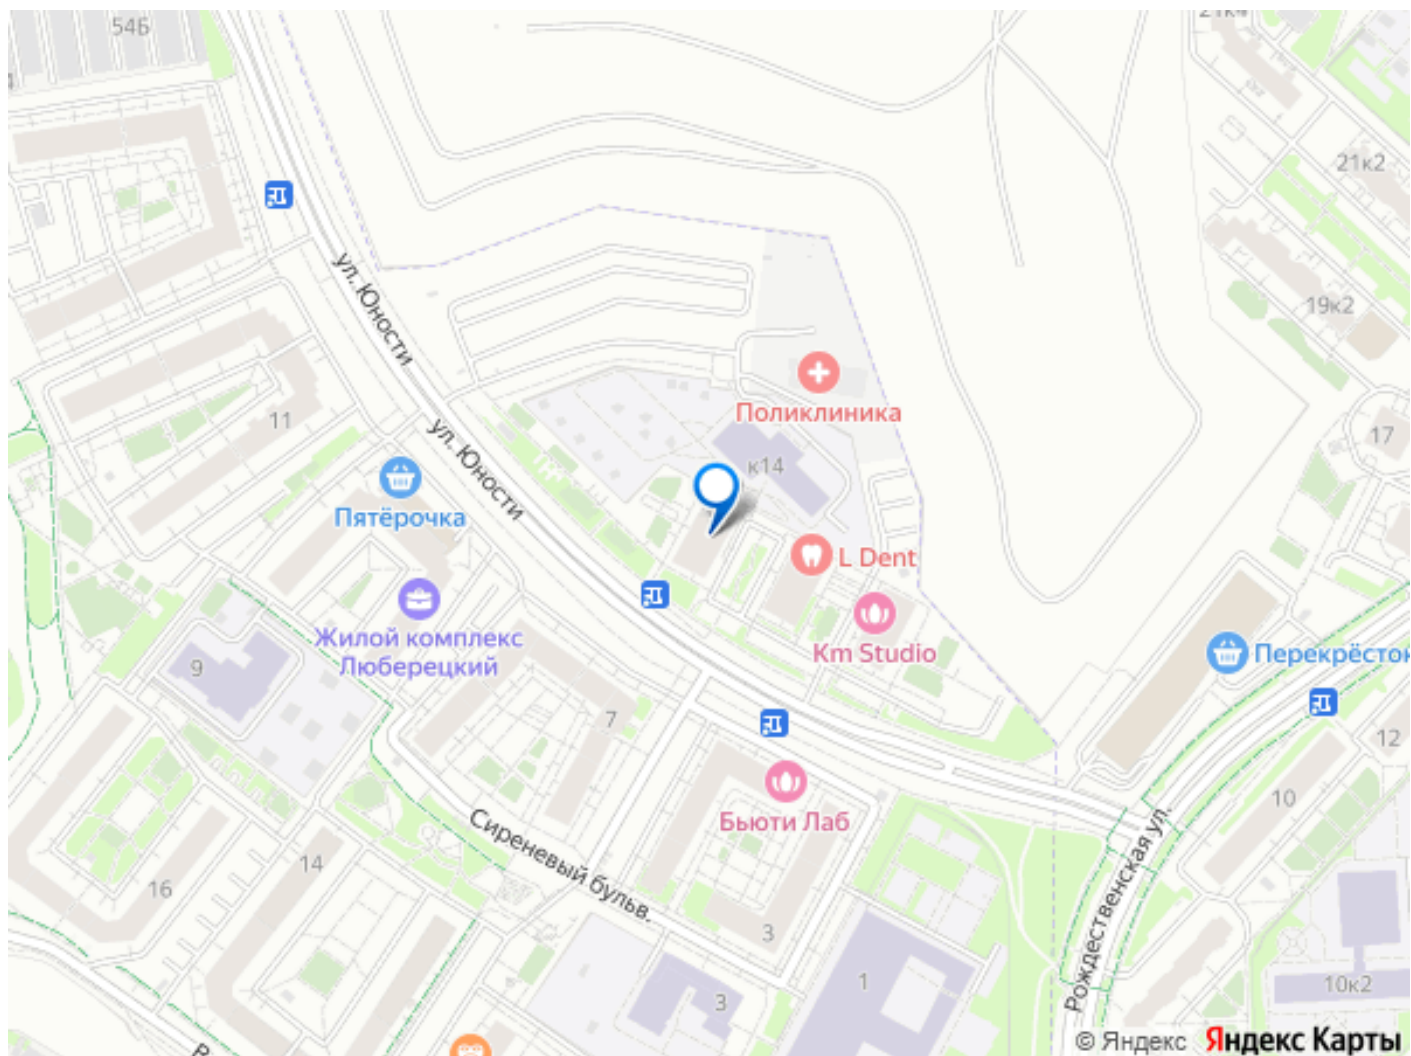 54Б
21к4
21к2
19к2
17
ул. Юности
ул. Юности
11
Поликлиника
к14
Пятёрочка
L Dent
Жилой комплекс
Люберецкий
Km Studio
Перекрёсток
9
7
12
10
Бьюти Лаб
Сиреневый бульв.
Рождественская ул.
14
16
3
3
1
10к2
© Яндекс Яндекс Карты